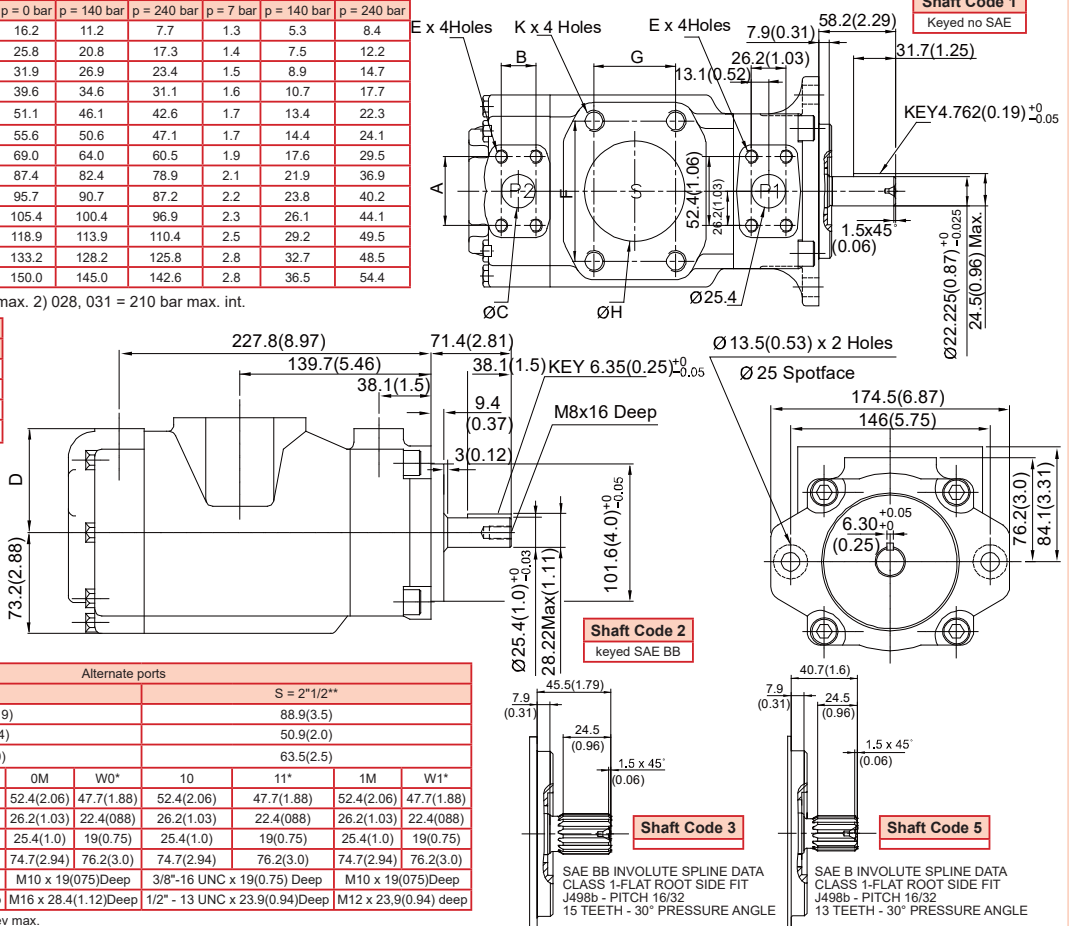 p = 0 bar p = 140 bar p = 240 bar p = 7 bar p = 140 bar p = 240 bar
16.2 11.2 7.7 1.3 5.3 8.4
25.8 20.8 17.3 1.4 7.5 12.2
31.9 26.9 23.4 1.5 8.9 14.7
39.6 34.6 31.1 1.6 10.7 17.7
51.1 46.1 42.6 1.7 13.4 22.3
55.6 50.6 47.1 1.7 14.4 24.1
69.0 64.0 60.5 1.9 17.6 29.5
87.4 82.4 78.9 2.1 21.9 36.9
95.7 90.7 87.2 2.2 23.8 40.2
105.4 100.4 96.9 2.3 26.1 44.1
118.9 113.9 110.4 2.5 29.2 49.5
133.2 128.2 125.8 2.8 32.7 48.5
150.0 145.0 142.6 2.8 36.5 54.4
max. 2) 028, 031 = 210 bar max. int.
Shaft Code 1
Keyed no SAE
E x 4Holes
K x 4 Holes
E x 4Holes
B
G
58.2(2.29)
7.9(0.31)
26.2(1.03)
31.7(1.25)
13.1(0.52)
KEY4.762(0.19) +0 -0.05
A
P2
F
S
52.4(1.06)
26.2(1.03)
P1
1.5x45°
(0.06)
ØC
ØH
Ø25.4
Ø22.225(0.87) +0 -0.025
24.5(0.96) Max.
227.8(8.97)
71.4(2.81)
139.7(5.46)
38.1(1.5)
38.1(1.5)
KEY 6.35(0.25) +0 -0.05
9.4
(0.37)
M8x16 Deep
3(0.12)
D
73.2(2.88)
101.6(4.0) +0 -0.05
Ø25.4(1.0) +0 -0.03
28.22Max(1.11)
Shaft Code 2
keyed SAE BB
Ø13.5(0.53) x 2 Holes
Ø 25 Spotface
174.5(6.87)
146(5.75)
6.30 +0.05 +0
(0.25)
76.2(3.0)
84.1(3.31)
Alternate ports
S = 2"1/2**
9) 88.9(3.5)
4) 50.9(2.0)
) 63.5(2.5)
0M W0* 10 11* 1M W1*
52.4(2.06) 47.7(1.88) 52.4(2.06) 47.7(1.88) 52.4(2.06) 47.7(1.88)
26.2(1.03) 22.4(088) 26.2(1.03) 22.4(088) 26.2(1.03) 22.4(088)
25.4(1.0) 19(0.75) 25.4(1.0) 19(0.75) 25.4(1.0) 19(0.75)
74.7(2.94) 76.2(3.0) 74.7(2.94) 76.2(3.0) 74.7(2.94) 76.2(3.0)
M10 x 19(075)Deep 3/8"-16 UNC x 19(0.75) Deep M10 x 19(075)Deep
M16 x 28.4(1.12)Deep 1/2" - 13 UNC x 23.9(0.94)Deep M12 x 23,9(0.94) deep
max.
45.5(1.79)
7.9
(0.31)
24.5
(0.96)
1.5 x 45°
(0.06)
Shaft Code 3
SAE BB INVOLUTE SPLINE DATA
CLASS 1-FLAT ROOT SIDE FIT
J498b - PITCH 16/32
15 TEETH - 30° PRESSURE ANGLE
40.7(1.6)
7.9
(0.31)
24.5
(0.96)
1.5 x 45°
(0.06)
Shaft Code 5
SAE B INVOLUTE SPLINE DATA
CLASS 1-FLAT ROOT SIDE FIT
J498b - PITCH 16/32
13 TEETH - 30° PRESSURE ANGLE